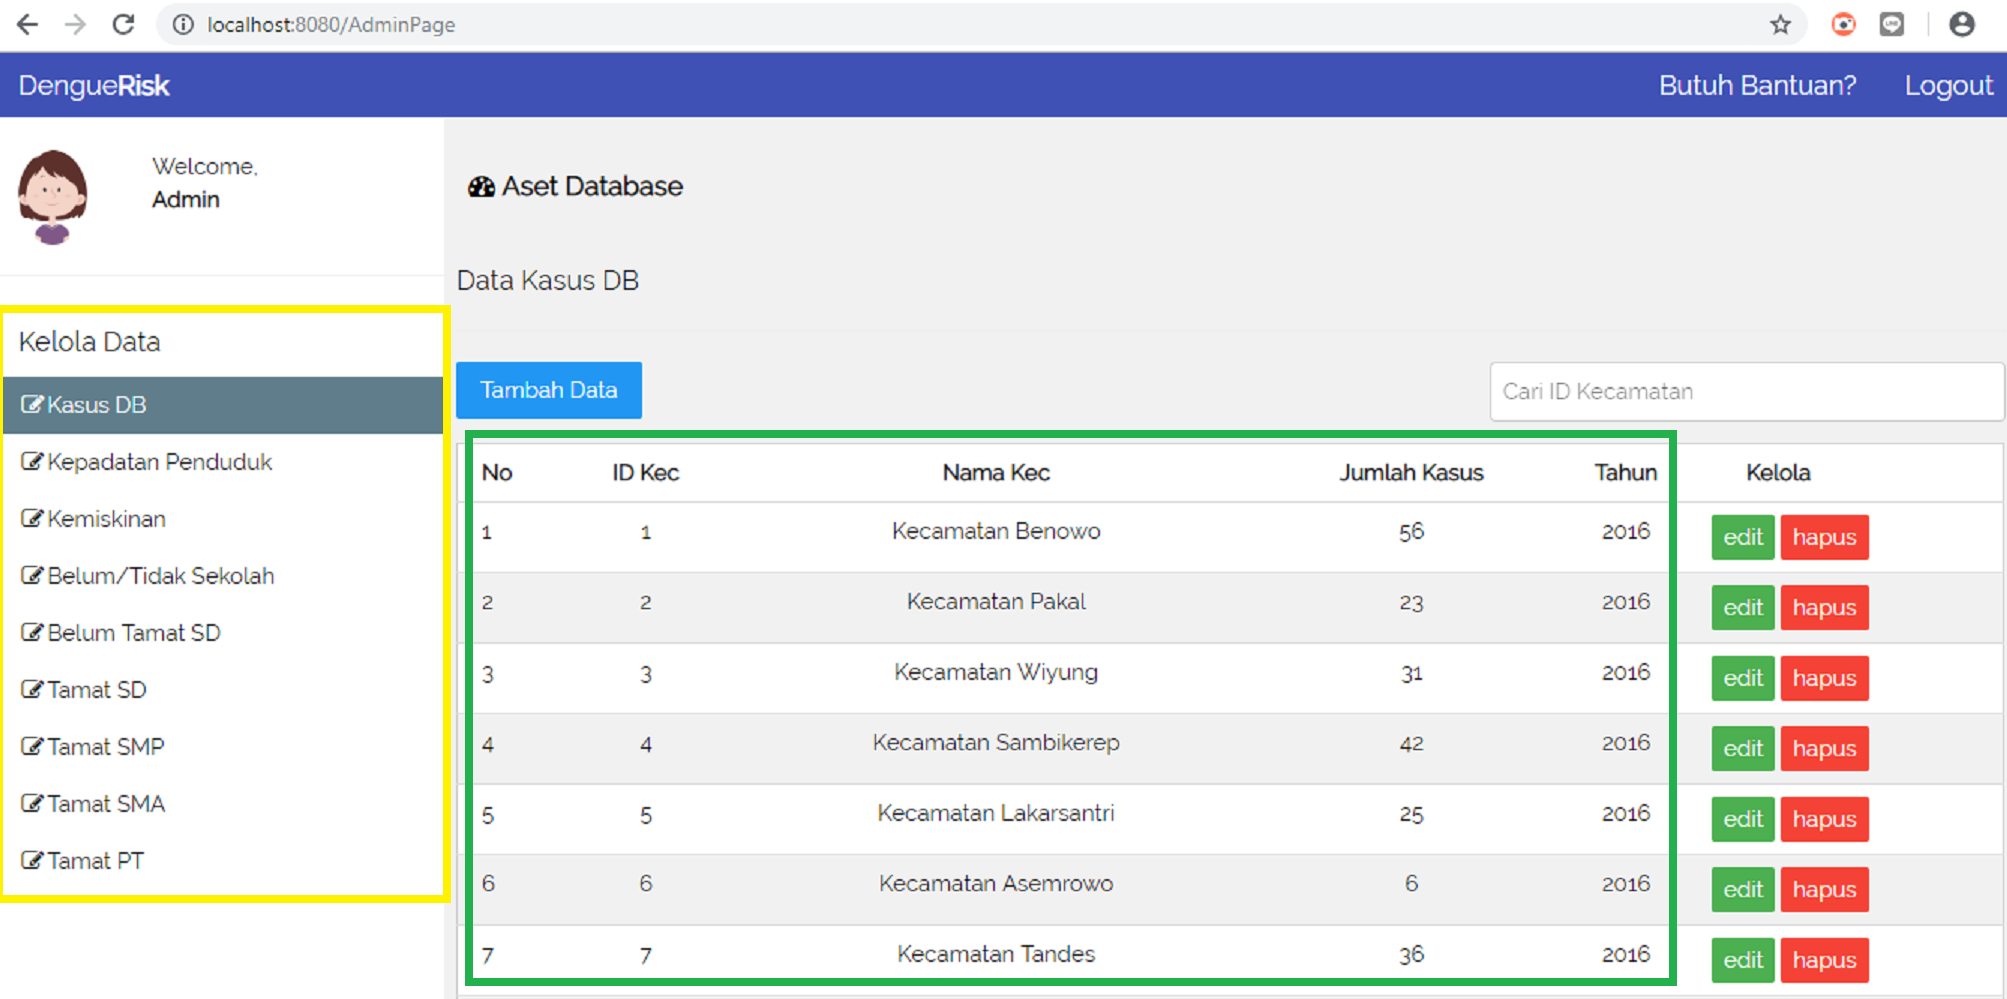 localhost:8080/AdminPage
DengueRisk
Butuh Bantuan?
Logout
Welcome,
Admin
Kelola Data
Kasus DB
Kepadatan Penduduk
Kemiskinan
Belum/Tidak Sekolah
Belum Tamat SD
Tamat SD
Tamat SMP
Tamat SMA
Tamat PT
Aset Database
Data Kasus DB
Tambah Data
Cari ID Kecamatan
No ID Kec Nama Kec Jumlah Kasus Tahun Kelola
1 1 Kecamatan Benowo 56 2016 edit hapus
2 2 Kecamatan Pakal 23 2016 edit hapus
3 3 Kecamatan Wiyung 31 2016 edit hapus
4 4 Kecamatan Sambikerep 42 2016 edit hapus
5 5 Kecamatan Lakarsantri 25 2016 edit hapus
6 6 Kecamatan Asemrowo 6 2016 edit hapus
7 7 Kecamatan Tandes 36 2016 edit hapus